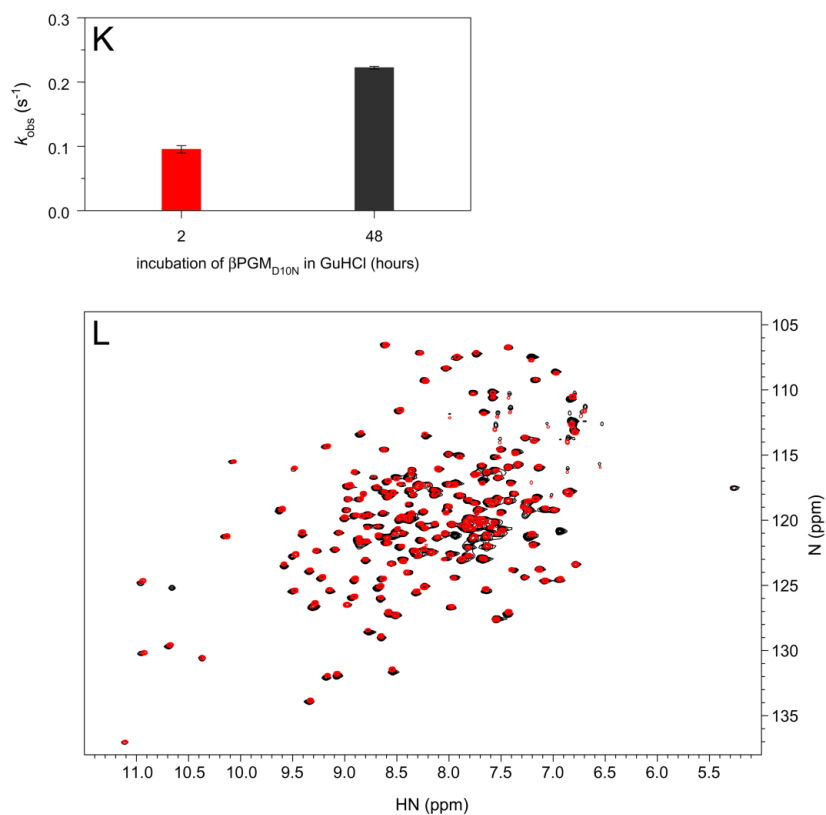 K
0.3
0.2
0.1
0.0
k_obs (s⁻¹)
2 48
incubation of βPGM_D10N in GuHCl (hours)
L
105
110
115
120
125
130
135
N (ppm)
11.0 10.5 10.0 9.5 9.0 8.5 8.0 7.5 7.0 6.5 6.0 5.5
HN (ppm)